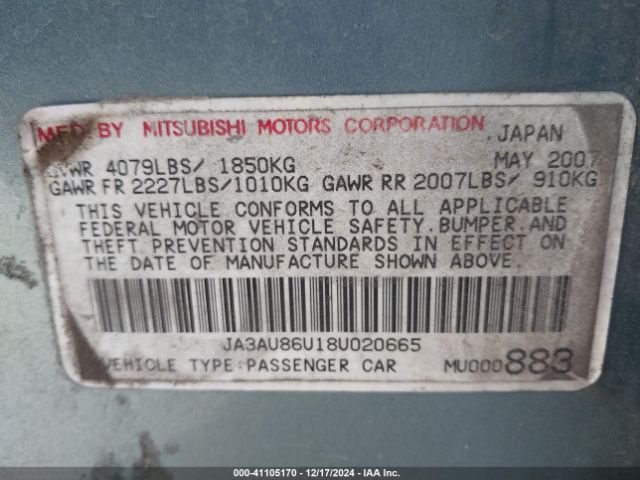 MFD BY MITSUBISHI MOTORS CORPORATION
JAPAN
GVWR 4079LBS/ 1850KG MAY 2007
GAWR FR 2227LBS/1010KG GAWR RR 2007LBS/ 910KG
THIS VEHICLE CONFORMS TO ALL APPLICABLE
FEDERAL MOTOR VEHICLE SAFETY.BUMPER.AND
THEFT PREVENTION STANDARDS IN EFFECT ON
THE DATE OF MANUFACTURE SHOWN ABOVE.
JA3AU86U18U020665
VEHICLE TYPE:PASSENGER CAR MU000883
000-41105170 - 12/17/2024 - IAA